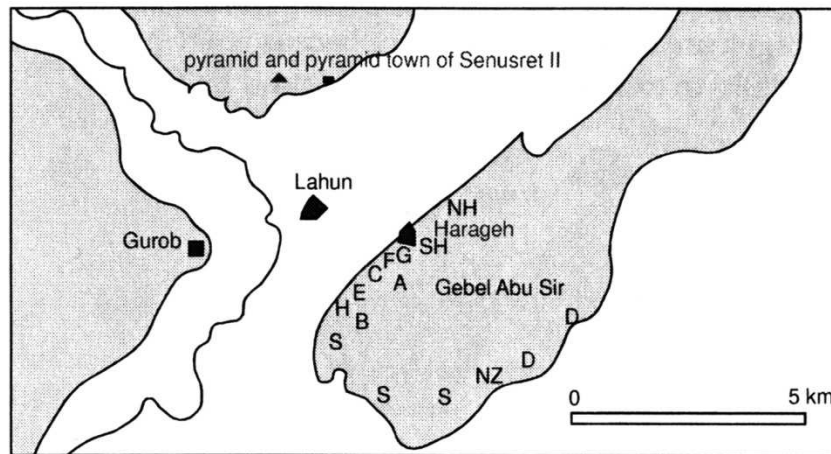 pyramid and pyramid town of Senusret II
Lahun
NH
Harageh
Gurob
SH
G
F
C
A
Gebel Abu Sir
E
H
B
D
S
D
NZ
S
S
0
5 km